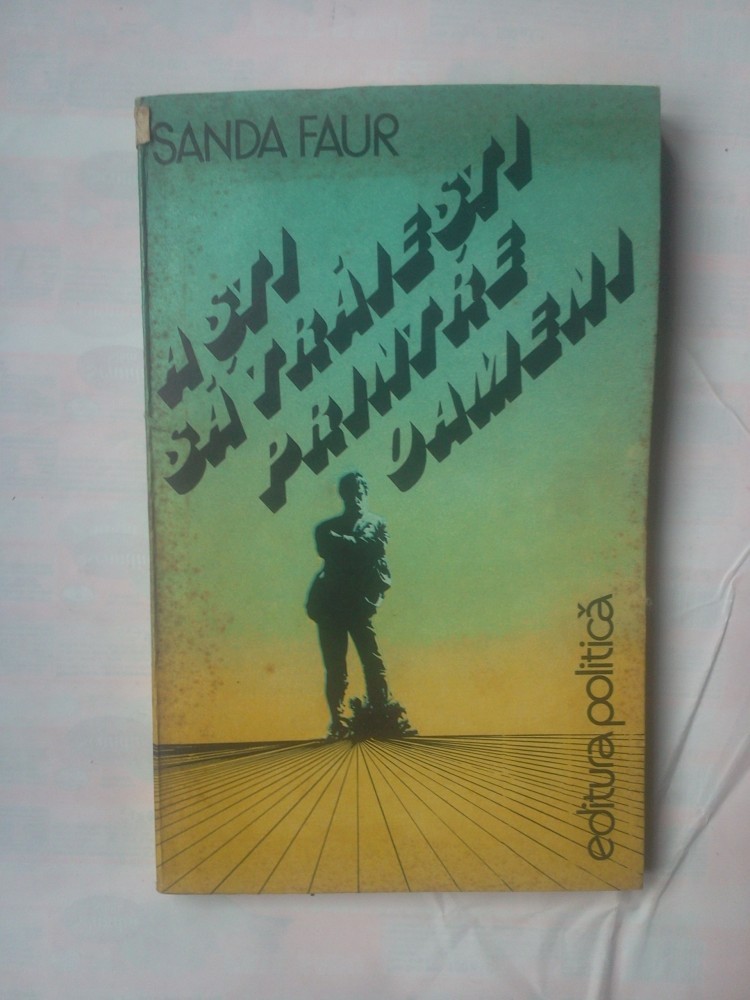 SANDA FAUR
A ȘTI
SĂ TRĂIEȘTI
PRINTRE
OAMENI
editura politică